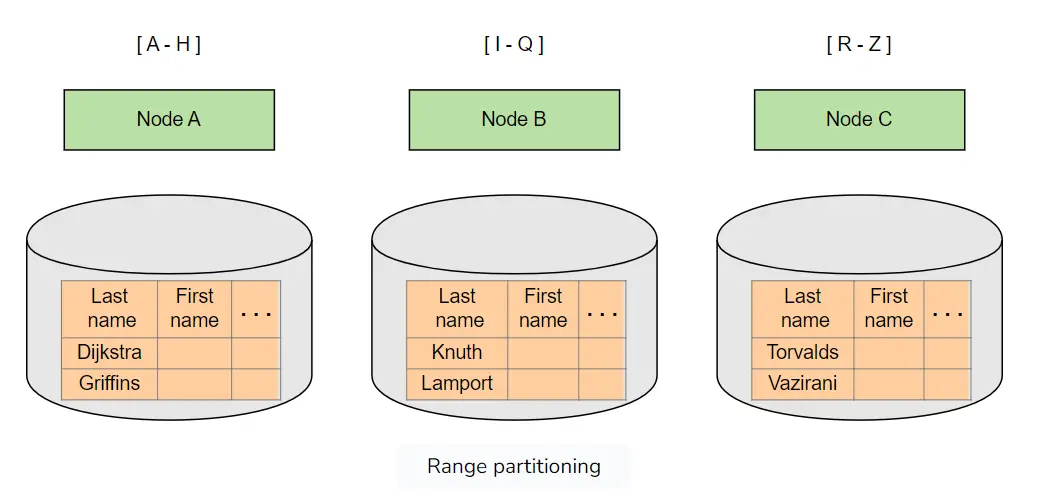 [ A - H ]
[ I - Q ]
[ R - Z ]
Node A
Node B
Node C
Last name First name ...
Dijkstra
Griffins
Last name First name ...
Knuth
Lamport
Last name First name ...
Torvalds
Vazirani
Range partitioning